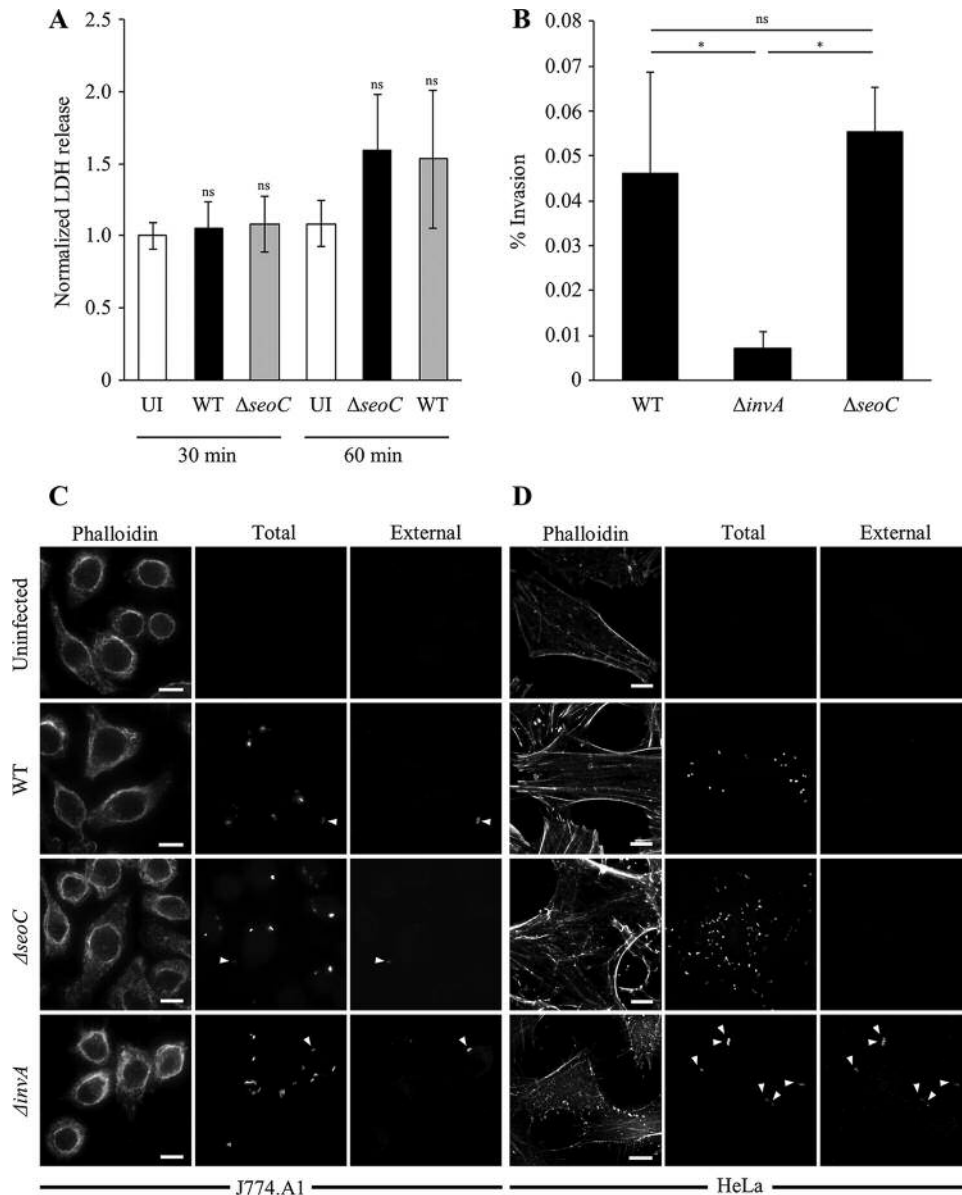 A
Normalized LDH release
2.5
2.0
1.5
1.0
0.5
0
ns
ns
ns
ns
UI
WT
ΔseoC
UI
ΔseoC
WT
30 min
60 min
B
% Invasion
0.08
0.07
0.06
0.05
0.04
0.03
0.02
0.01
0
ns
*
*
WT
ΔinvA
ΔseoC
C
D
Phalloidin
Total
External
Phalloidin
Total
External
Uninfected
WT
ΔseoC
ΔinvA
J774.A1
HeLa